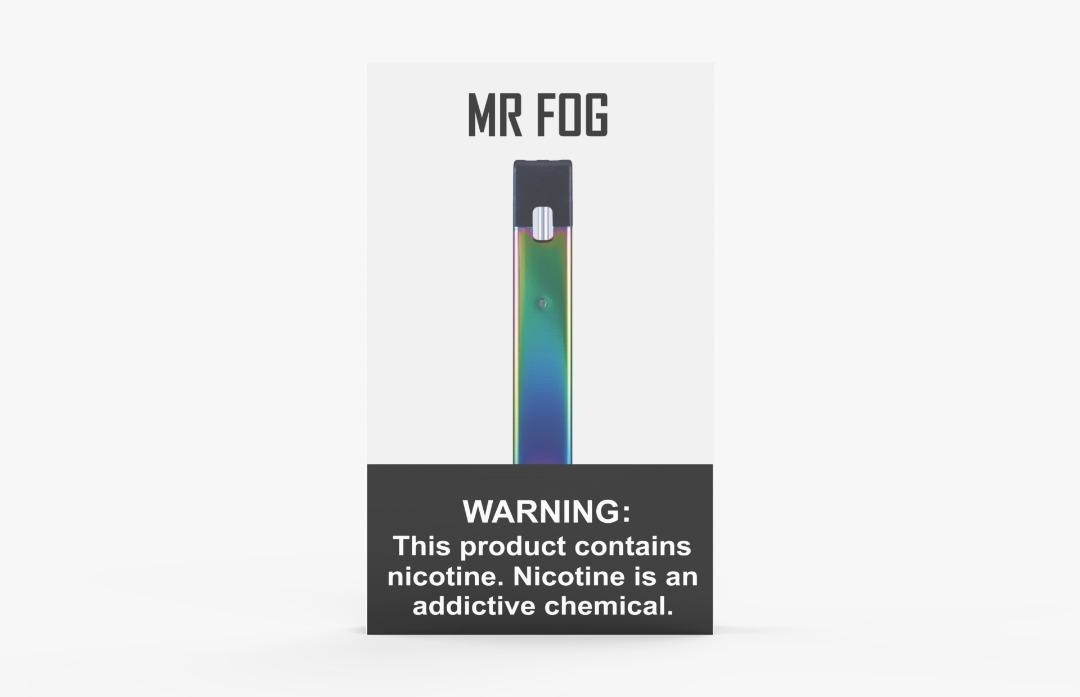 MR FOG
WARNING:
This product contains
nicotine. Nicotine is an
addictive chemical.